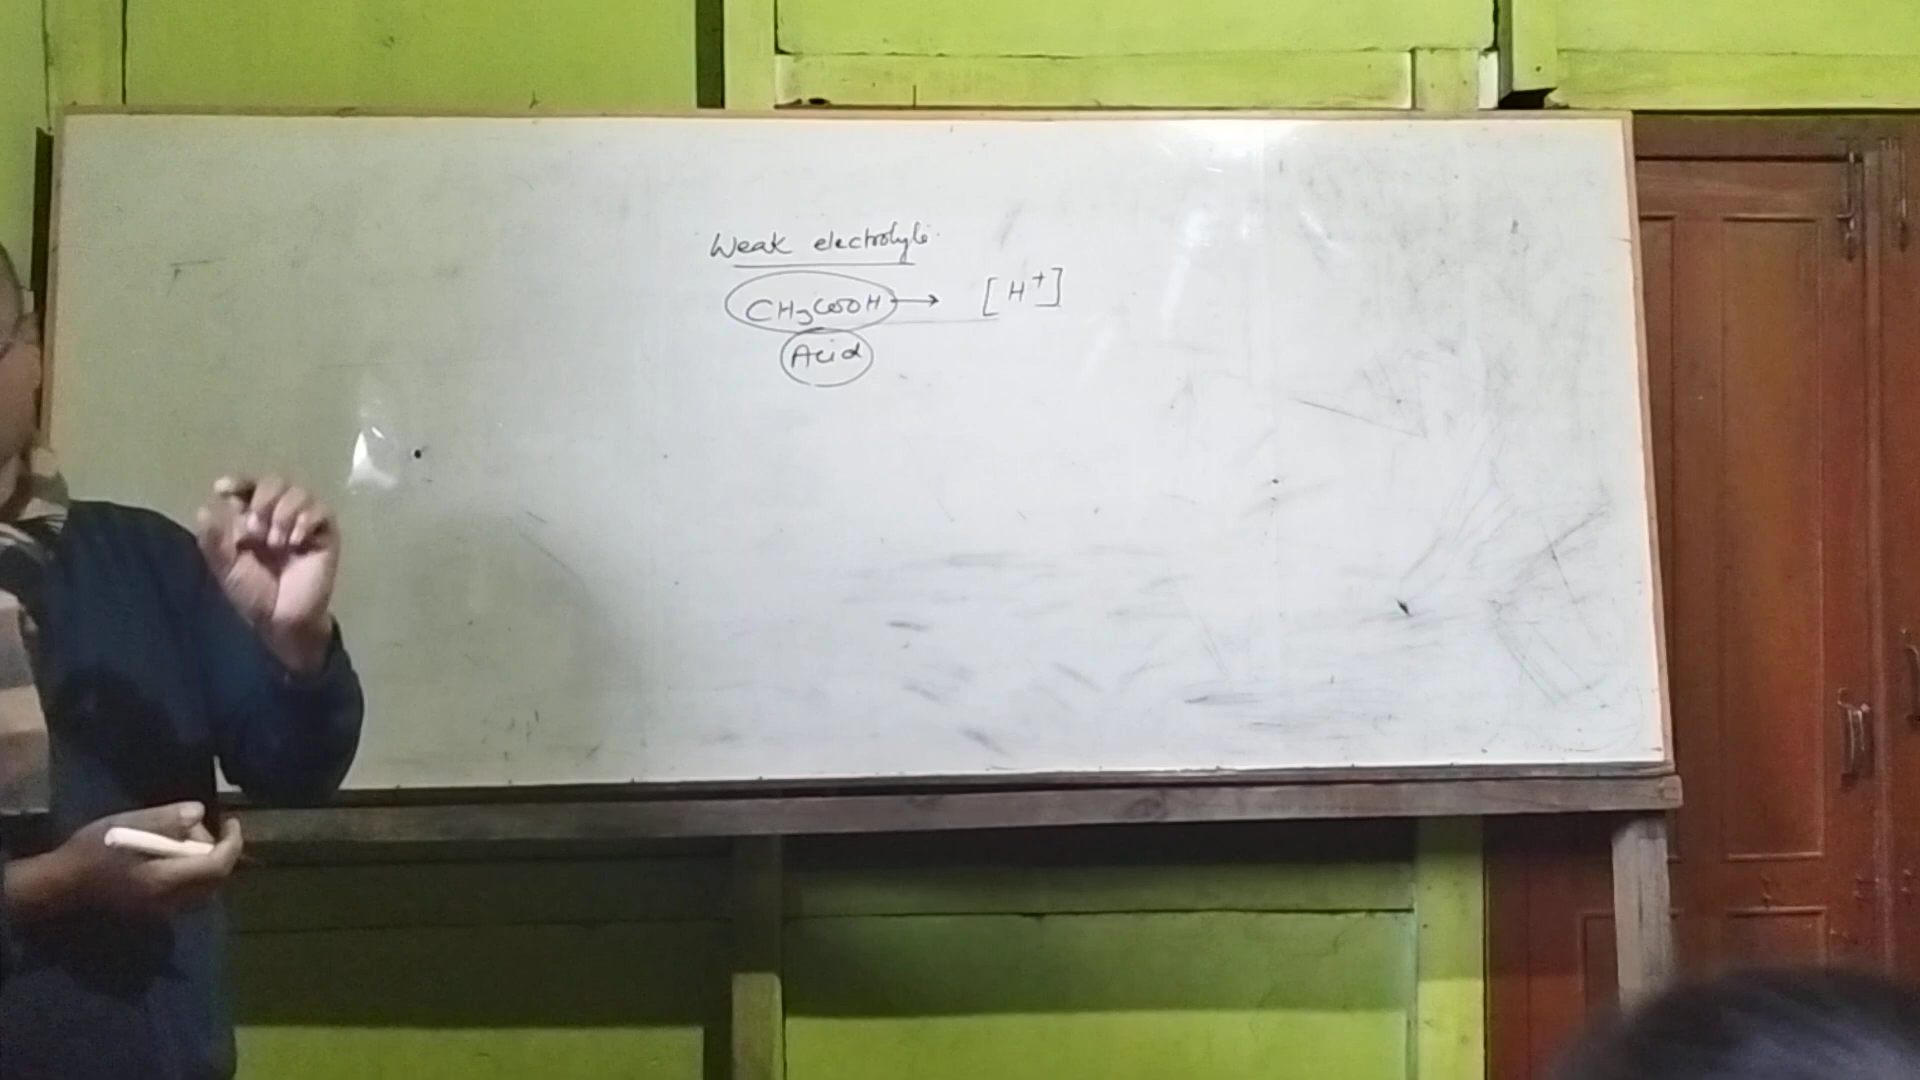 Weak electrolyte
CH3COOH → [H+]
Acid